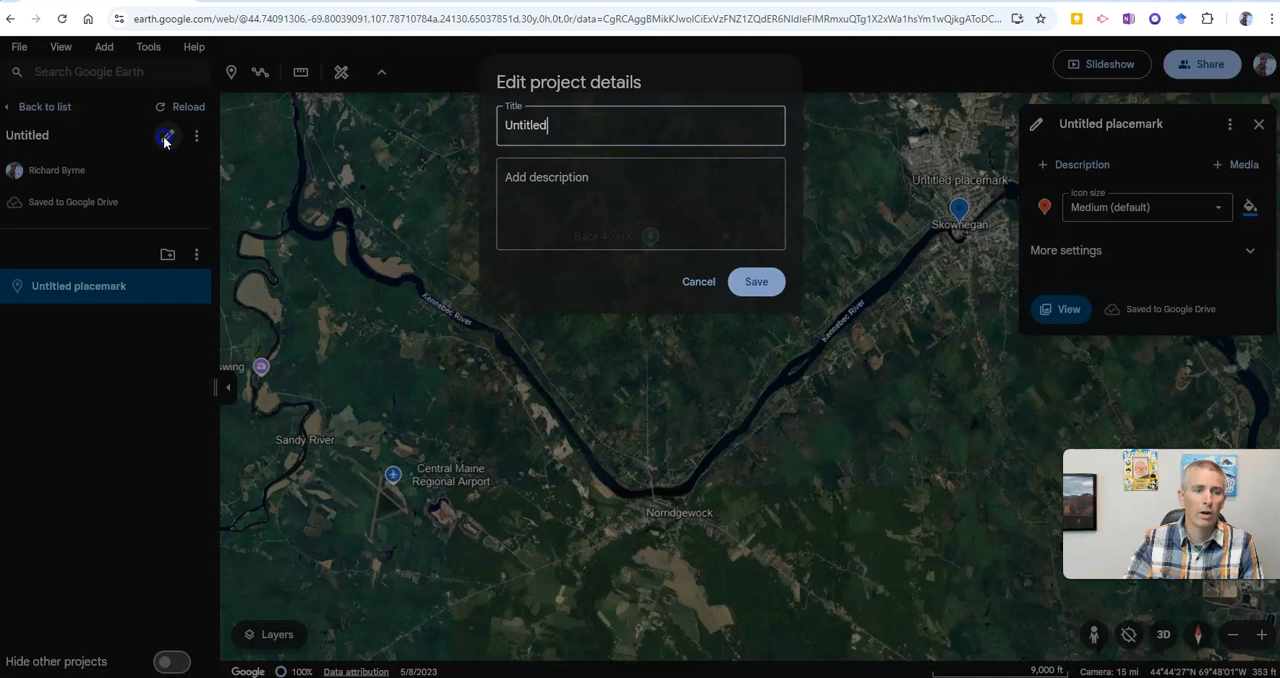 earth.google.com/web/@44.74091306,-69.80039091,107.78710784a,24130.65037851d,30y,0h,0t,0r/data=CgRCAggBMikKJwolCiExVzFNZ1ZQdER6NldleFlMRmxuQTg1X2xWa1hsYm1wQjkgAToDC...
File View Add Tools Help
Search Google Earth
Slideshow
Share
Back to list
Reload
Untitled
Richard Byrne
Saved to Google Drive
Untitled placemark
Hide other projects
Edit project details
Title
Untitled
Add description
Cancel
Save
Untitled placemark
Description
Media
Icon size
Medium (default)
More settings
View
Saved to Google Drive
Untitled placemark
Skowhegan
Kennebec River
Kennebec River
swing
Sandy River
Central Maine
Regional Airport
Norridgewock
Layers
3D
Google
100%
Data attribution
5/8/2023
9,000 ft
Camera: 15 mi
44°44'27"N 69°48'01"W
353 ft